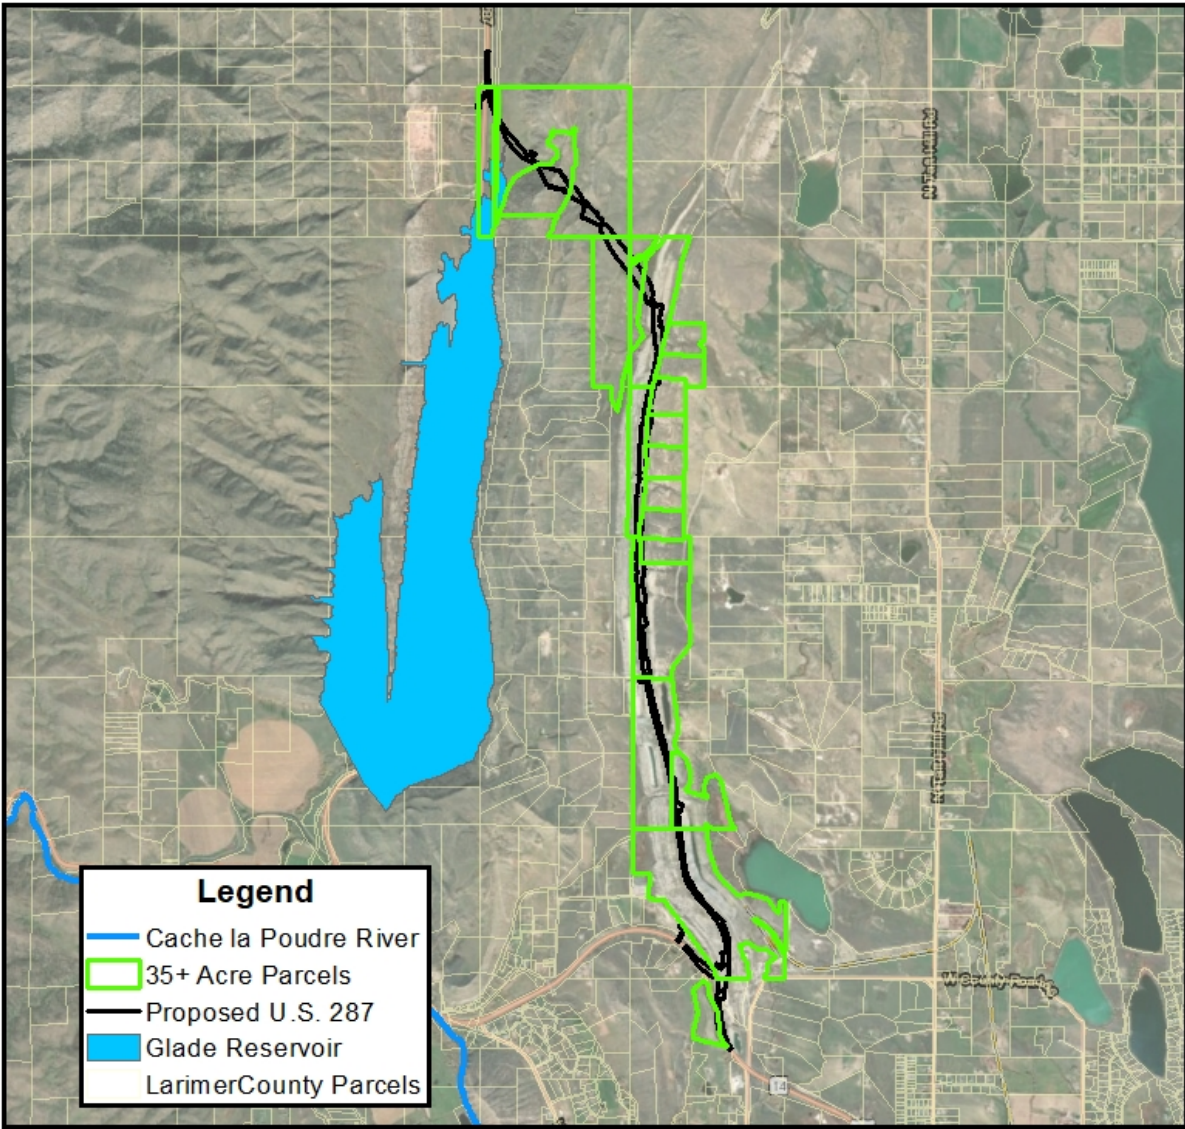 Legend
Cache la Poudre River
35+ Acre Parcels
Proposed U.S. 287
Glade Reservoir
LarimerCounty Parcels
14